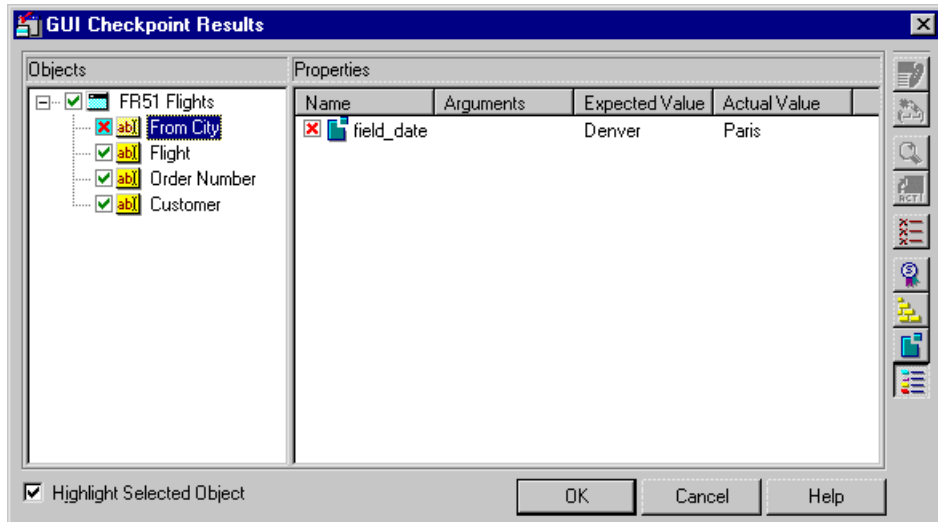 GUI Checkpoint Results
Objects
Properties
FR51 Flights
From City
Flight
Order Number
Customer
Name Arguments Expected Value Actual Value
field_date Denver Paris
Highlight Selected Object
OK Cancel Help